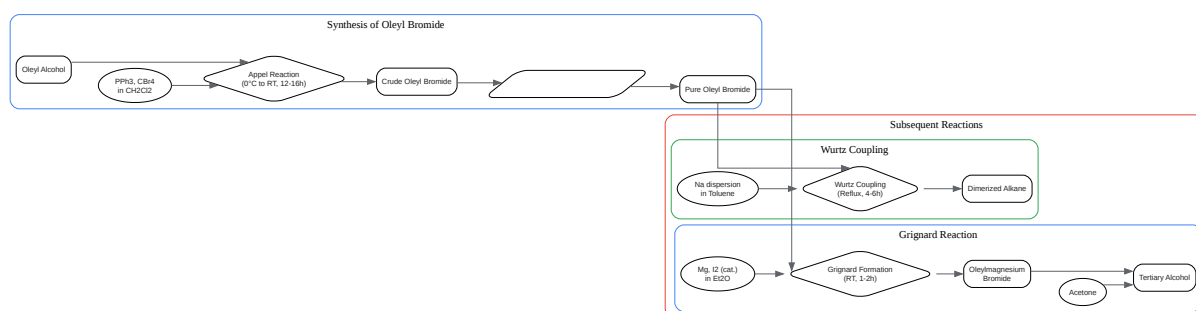 Synthesis of Oleyl Bromide
Oleyl Alcohol
PPh3, CBr4
in CH2Cl2
Appel Reaction
(0°C to RT, 12-16h)
Crude Oleyl Bromide
Pure Oleyl Bromide
Subsequent Reactions
Wurtz Coupling
Na dispersion
in Toluene
Wurtz Coupling
(Reflux, 4-6h)
Dimerized Alkane
Grignard Reaction
Mg, I2 (cat.)
in Et2O
Grignard Formation
(RT, 1-2h)
Oleylmagnesium
Bromide
Acetone
Tertiary Alcohol